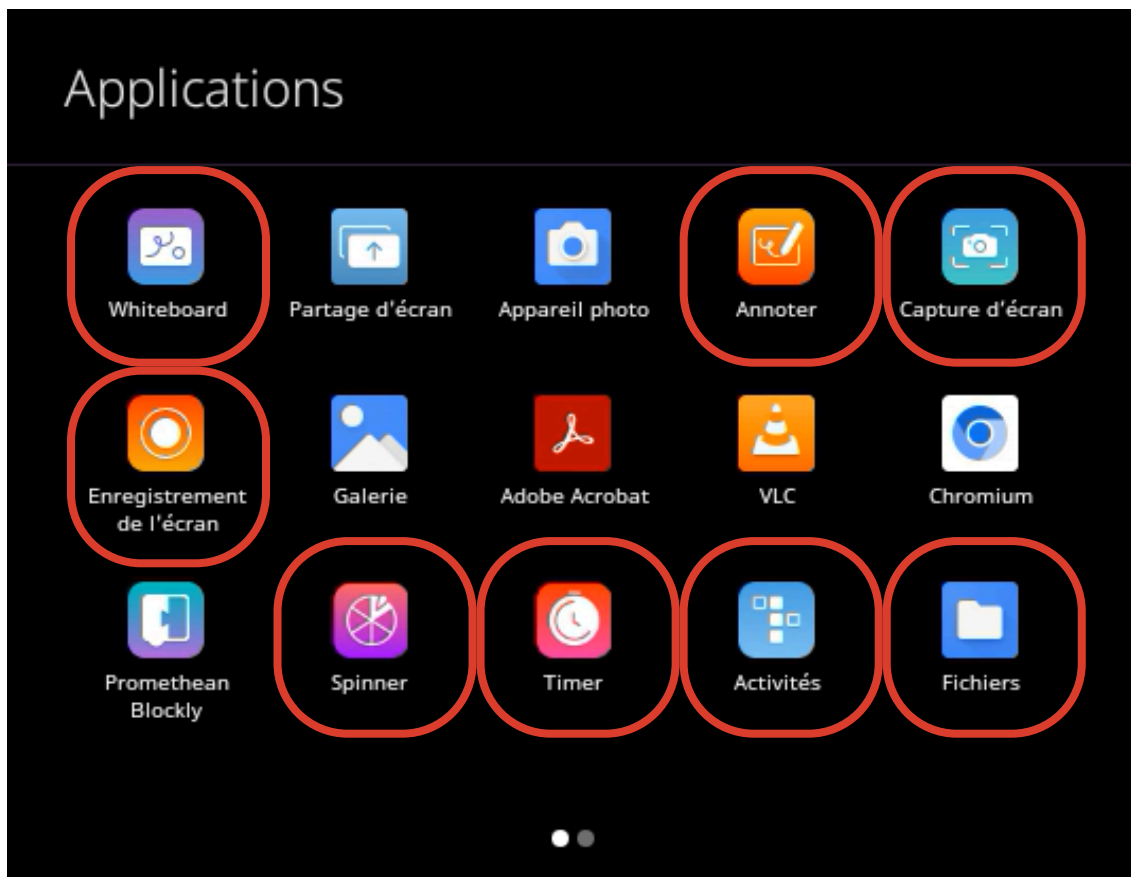 Applications
Whiteboard
Partage d'écran
Appareil photo
Annoter
Capture d'écran
Enregistrement
de l'écran
Galerie
Adobe Acrobat
VLC
Chromium
Promethean
Blockly
Spinner
Timer
Activités
Fichiers